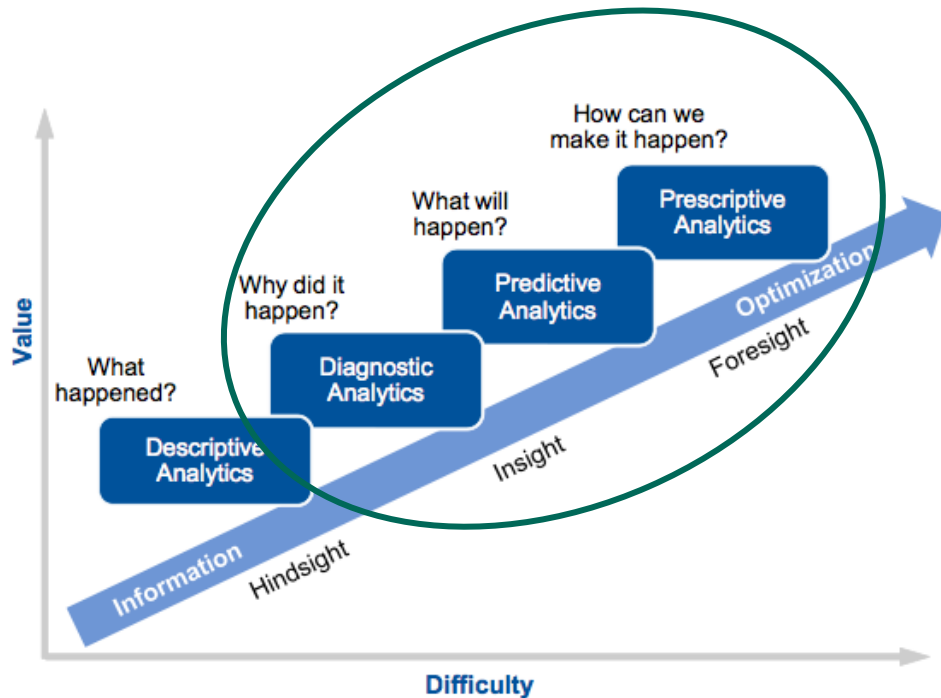 How can we
make it happen?
Prescriptive
Analytics
What will
happen?
Predictive
Analytics
Why did it
happen?
Diagnostic
Analytics
What
happened?
Descriptive
Analytics
Value
Information
Optimization
Hindsight
Insight
Foresight
Difficulty